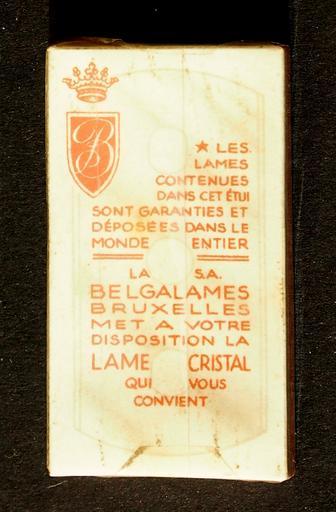 B
★ LES
LAMES
CONTENUES
DANS CET ÉTUI
SONT GARANTIES ET
DÉPOSÉES DANS LE
MONDE ENTIER
LA S.A.
BELGALAMES
BRUXELLES
MET A VOTRE
DISPOSITION LA
LAME CRISTAL
QUI VOUS
CONVIENT